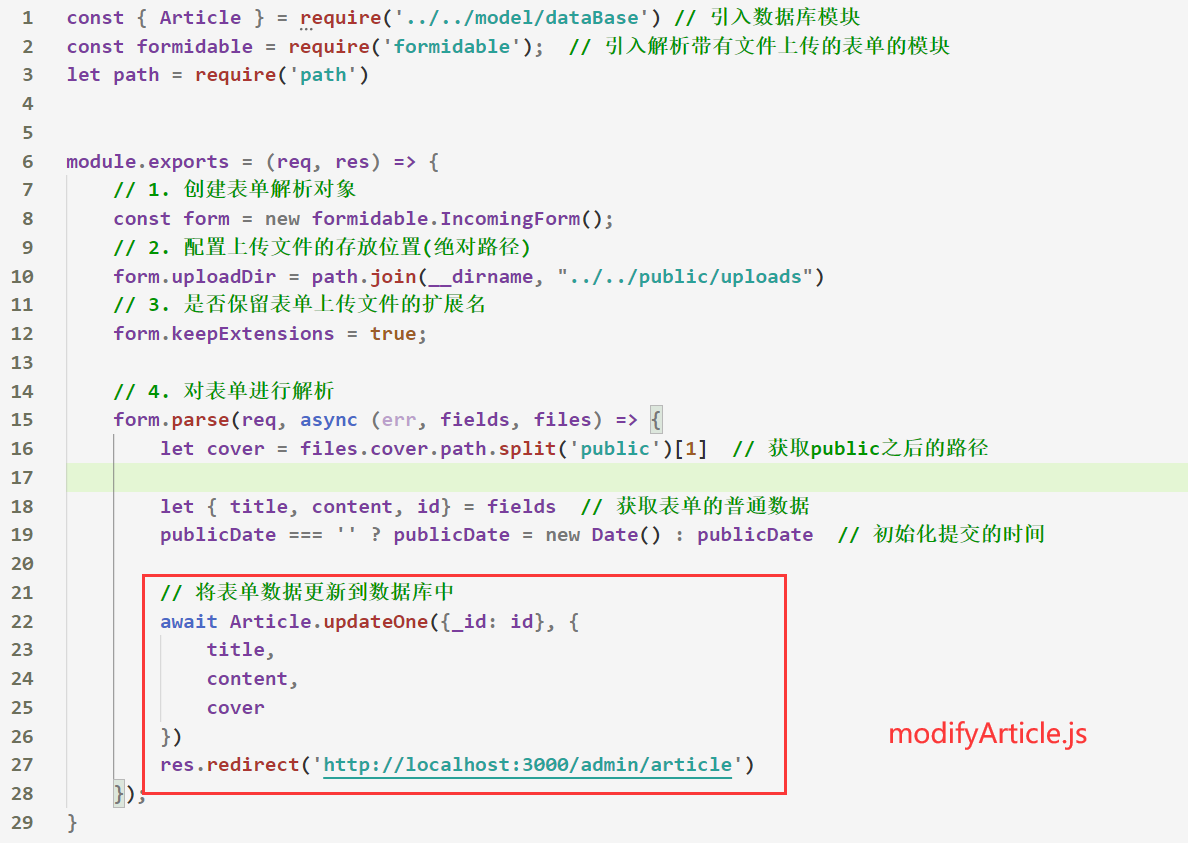 1 const { Article } = require('../../model/dataBase') // 引入数据库模块
2 const formidable = require('formidable');  // 引入解析带有文件上传的表单的模块
3 let path = require('path')
4
5
6 module.exports = (req, res) => {
7     // 1. 创建表单解析对象
8     const form = new formidable.IncomingForm();
9     // 2. 配置上传文件的存放位置(绝对路径)
10     form.uploadDir = path.join(__dirname, "../../public/uploads")
11     // 3. 是否保留表单上传文件的扩展名
12     form.keepExtensions = true;
13
14     // 4. 对表单进行解析
15     form.parse(req, async (err, fields, files) => {
16         let cover = files.cover.path.split('public')[1]  // 获取public之后的路径
17
18         let { title, content, id} = fields  // 获取表单的普通数据
19         publicDate === '' ? publicDate = new Date() : publicDate  // 初始化提交的时间
20
21         // 将表单数据更新到数据库中
22         await Article.updateOne({_id: id}, {
23             title,
24             content,
25             cover
26         })
27         res.redirect('http://localhost:3000/admin/article')
28     });
29 }
modifyArticle.js